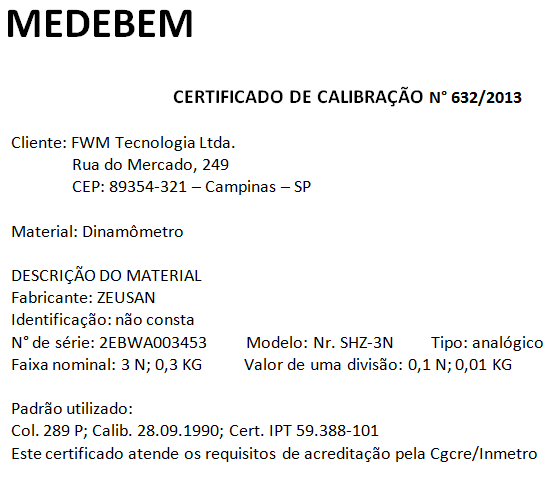 MEDEBEM
CERTIFICADO DE CALIBRAÇÃO N° 632/2013
Cliente: FWM Tecnologia Ltda.
Rua do Mercado, 249
CEP: 89354-321 – Campinas – SP
Material: Dinamômetro
DESCRIÇÃO DO MATERIAL
Fabricante: ZEUSAN
Identificação: não consta
N° de série: 2EBWA003453 Modelo: Nr. SHZ-3N Tipo: analógico
Faixa nominal: 3 N; 0,3 KG Valor de uma divisão: 0,1 N; 0,01 KG
Padrão utilizado:
Col. 289 P; Calib. 28.09.1990; Cert. IPT 59.388-101
Este certificado atende os requisitos de acreditação pela Cgcre/Inmetro